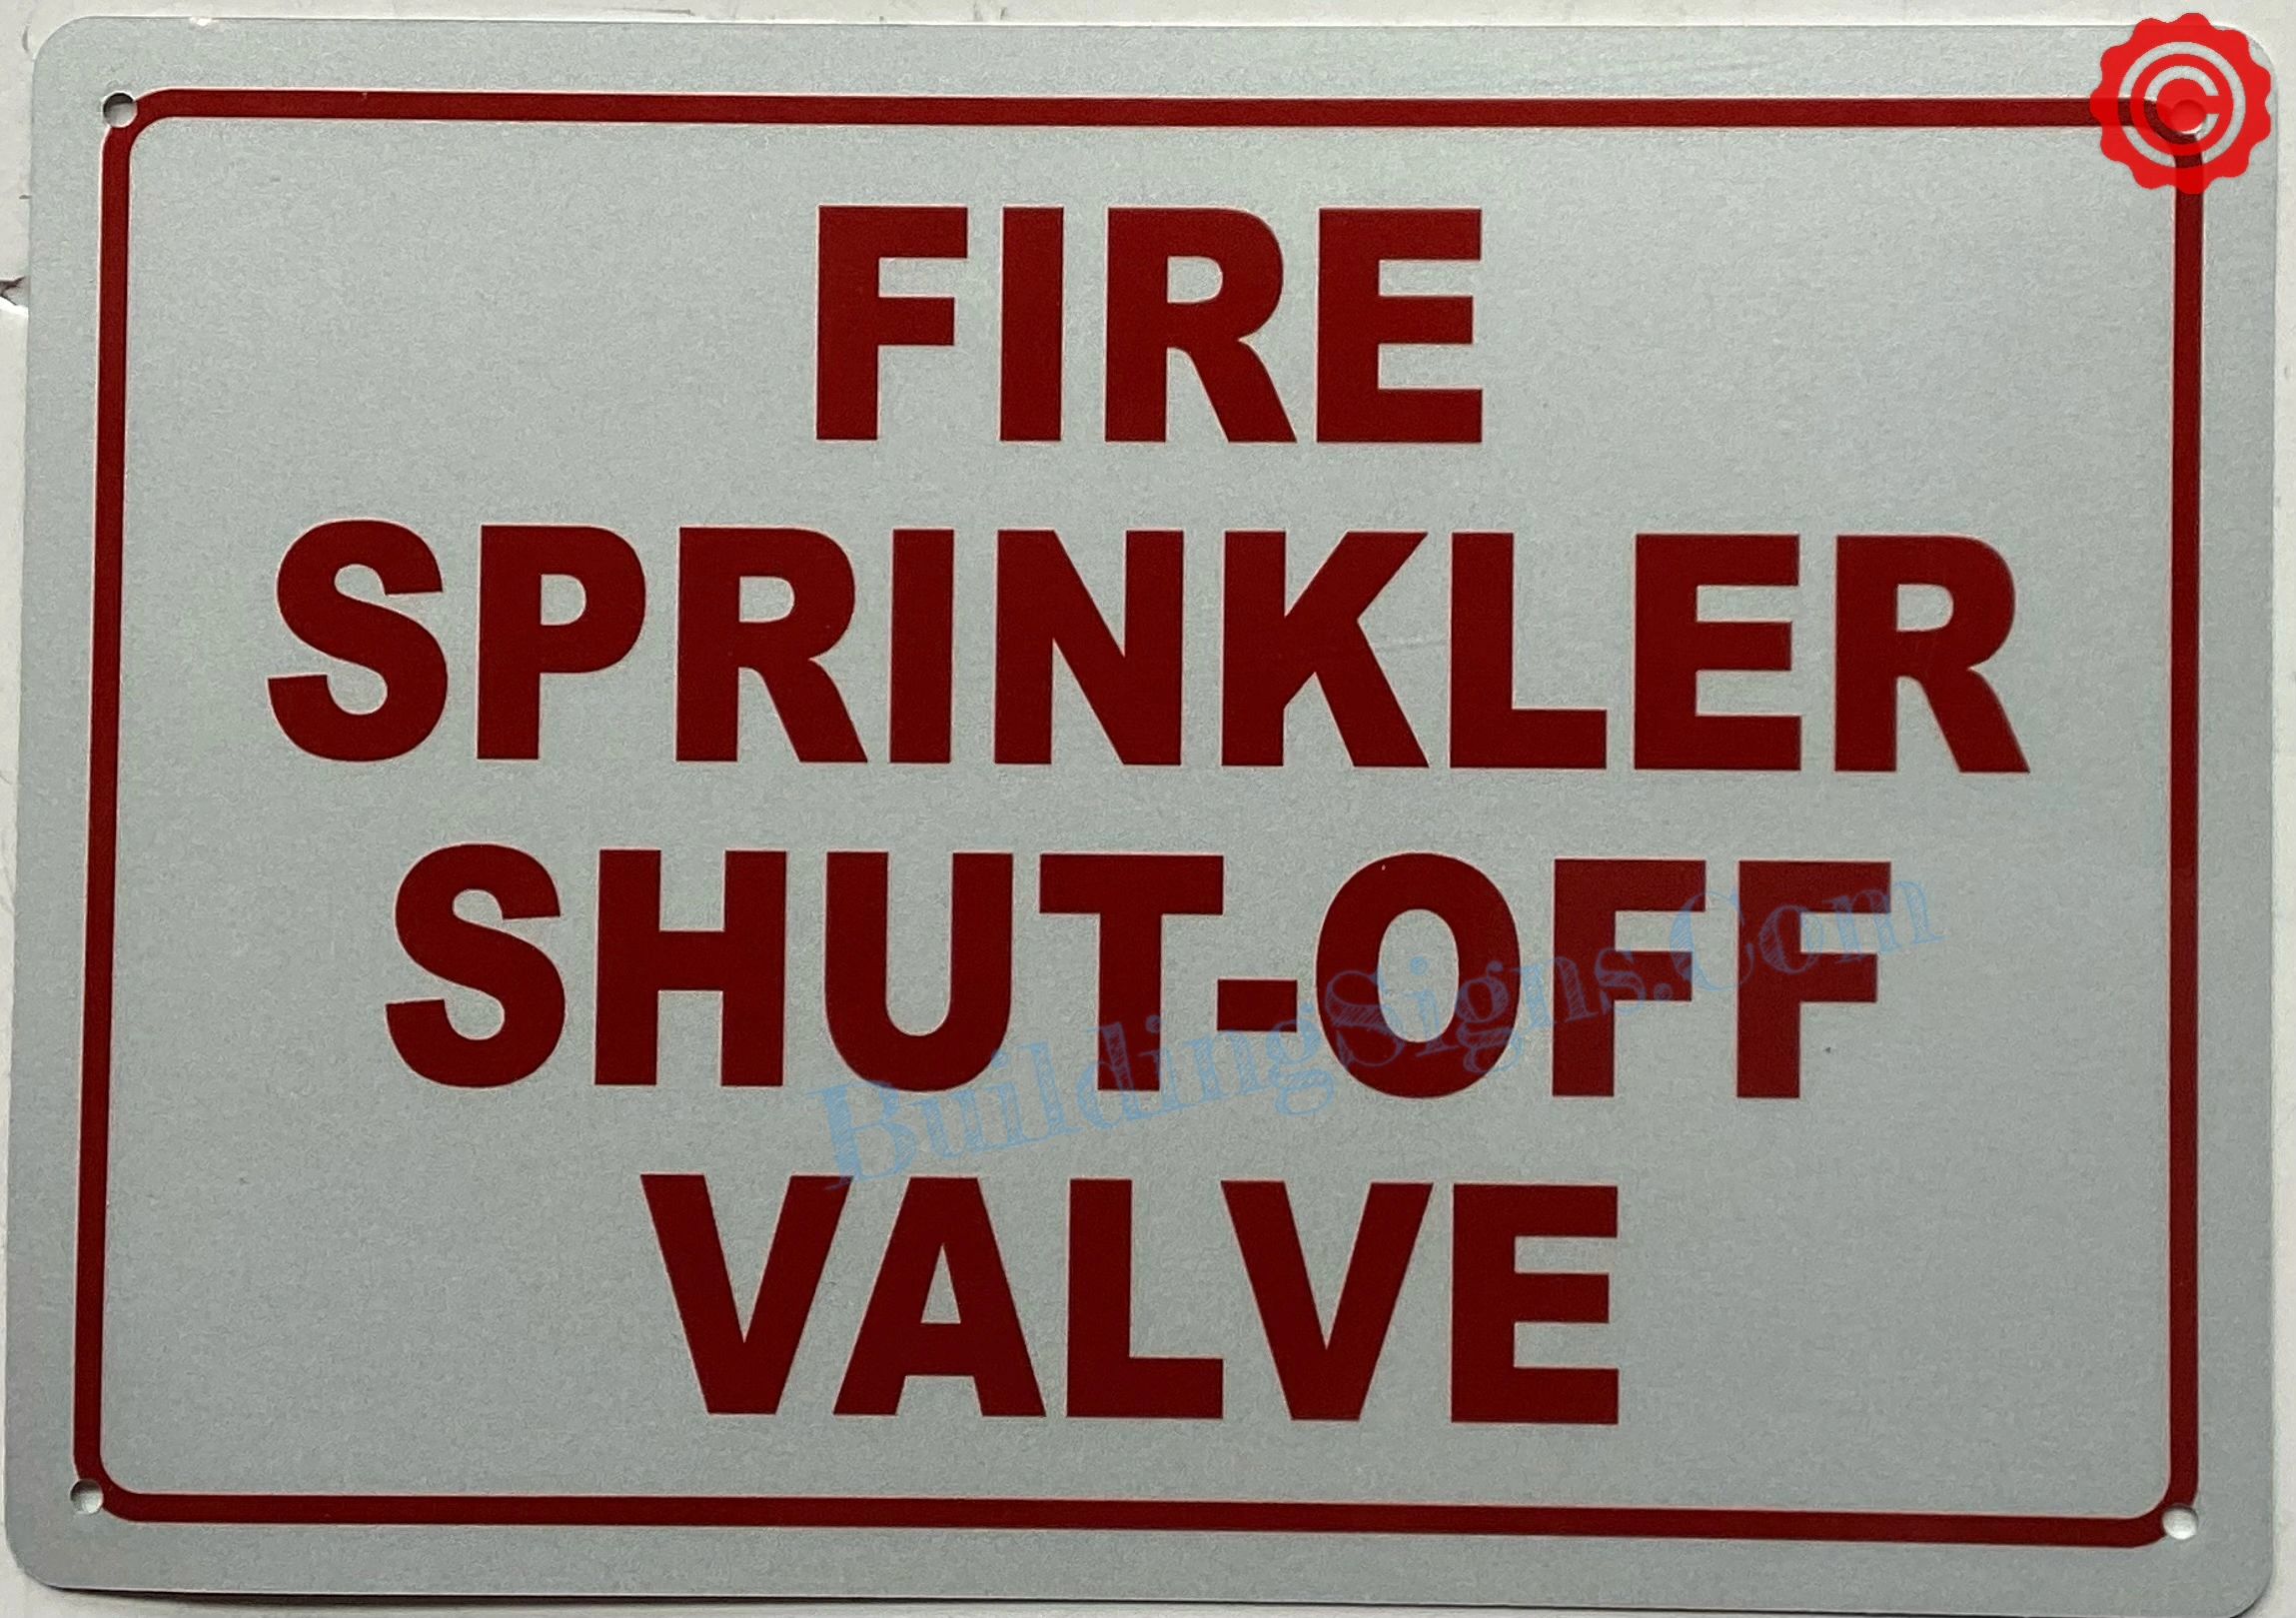 FIRE
SPRINKLER
SHUT-OFF
BuildingSigns.Com
VALVE